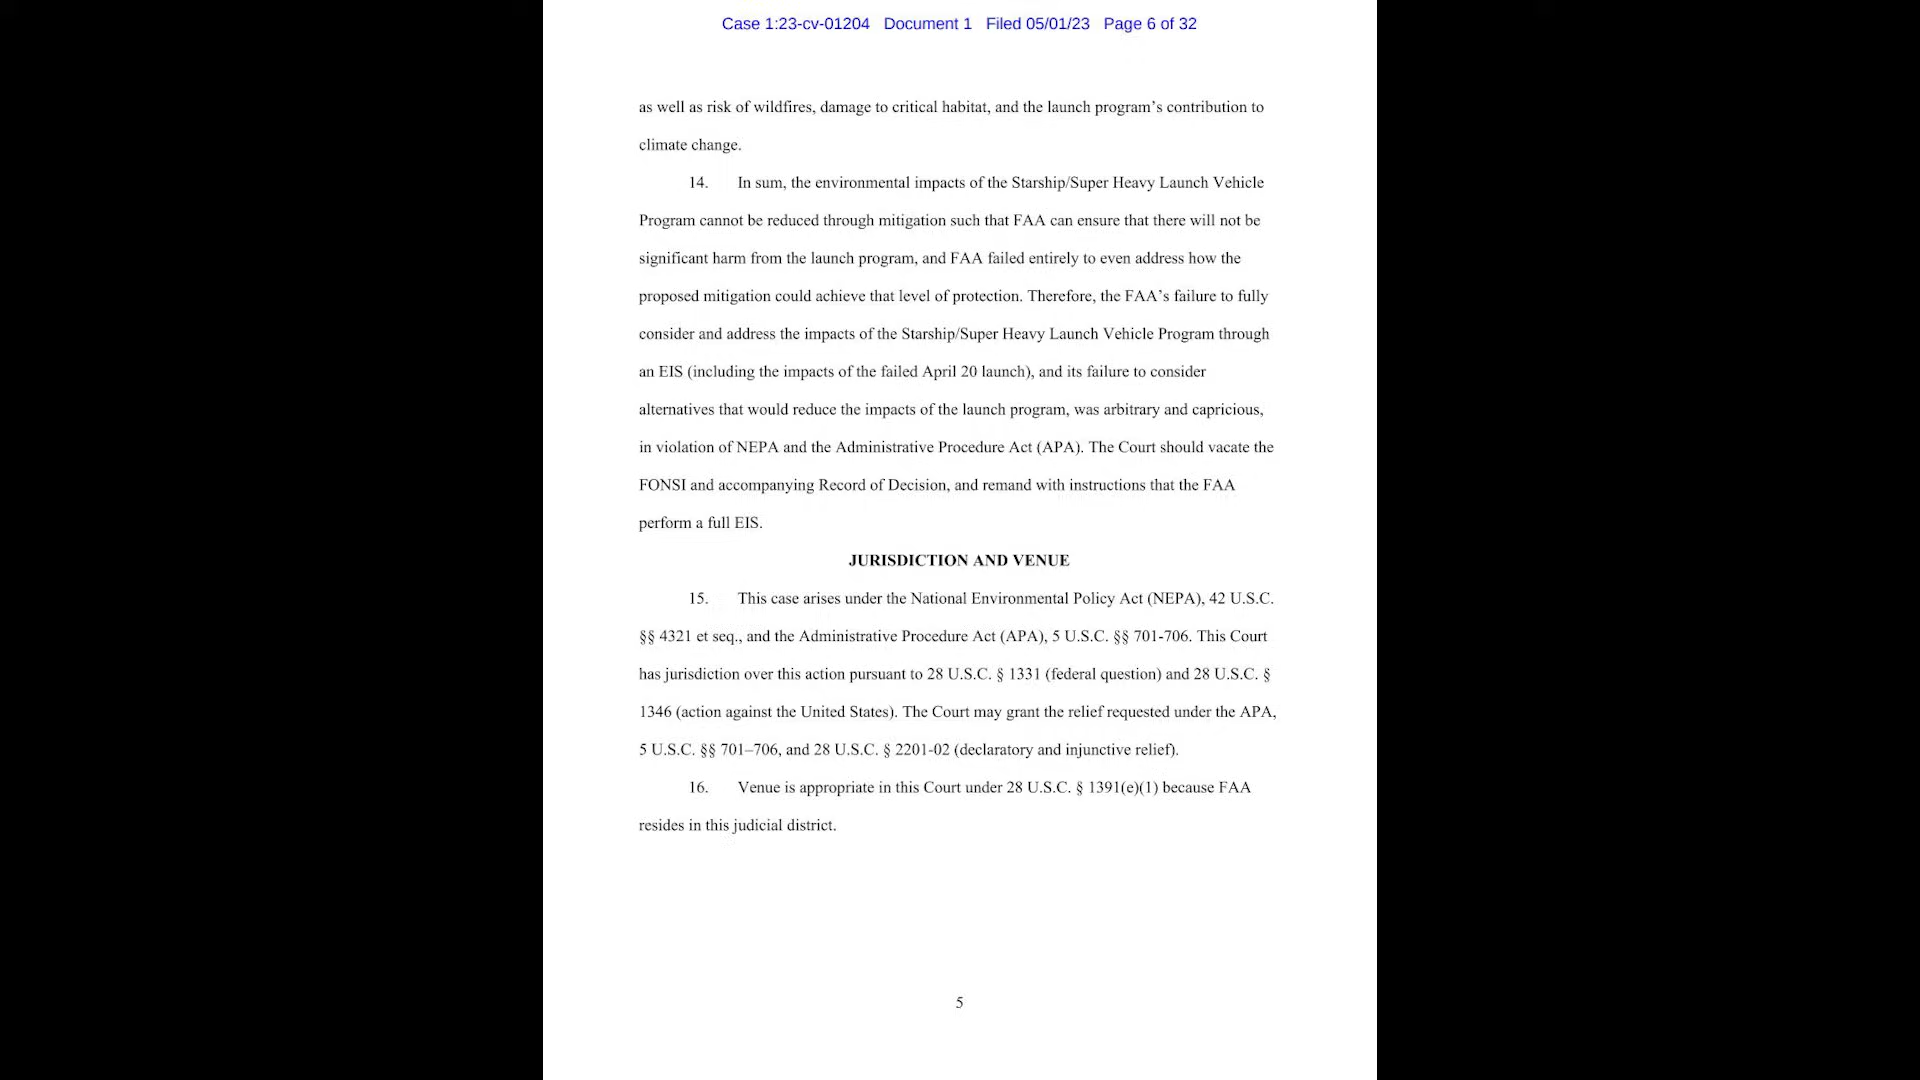 Case 1:23-cv-01204 Document 1 Filed 05/01/23 Page 6 of 32
as well as risk of wildfires, damage to critical habitat, and the launch program’s contribution to
climate change.
14. In sum, the environmental impacts of the Starship/Super Heavy Launch Vehicle
Program cannot be reduced through mitigation such that FAA can ensure that there will not be
significant harm from the launch program, and FAA failed entirely to even address how the
proposed mitigation could achieve that level of protection. Therefore, the FAA’s failure to fully
consider and address the impacts of the Starship/Super Heavy Launch Vehicle Program through
an EIS (including the impacts of the failed April 20 launch), and its failure to consider
alternatives that would reduce the impacts of the launch program, was arbitrary and capricious,
in violation of NEPA and the Administrative Procedure Act (APA). The Court should vacate the
FONSI and accompanying Record of Decision, and remand with instructions that the FAA
perform a full EIS.
JURISDICTION AND VENUE
15. This case arises under the National Environmental Policy Act (NEPA), 42 U.S.C.
§§ 4321 et seq., and the Administrative Procedure Act (APA), 5 U.S.C. §§ 701-706. This Court
has jurisdiction over this action pursuant to 28 U.S.C. § 1331 (federal question) and 28 U.S.C. §
1346 (action against the United States). The Court may grant the relief requested under the APA,
5 U.S.C. §§ 701–706, and 28 U.S.C. § 2201-02 (declaratory and injunctive relief).
16. Venue is appropriate in this Court under 28 U.S.C. § 1391(e)(1) because FAA
resides in this judicial district.
5